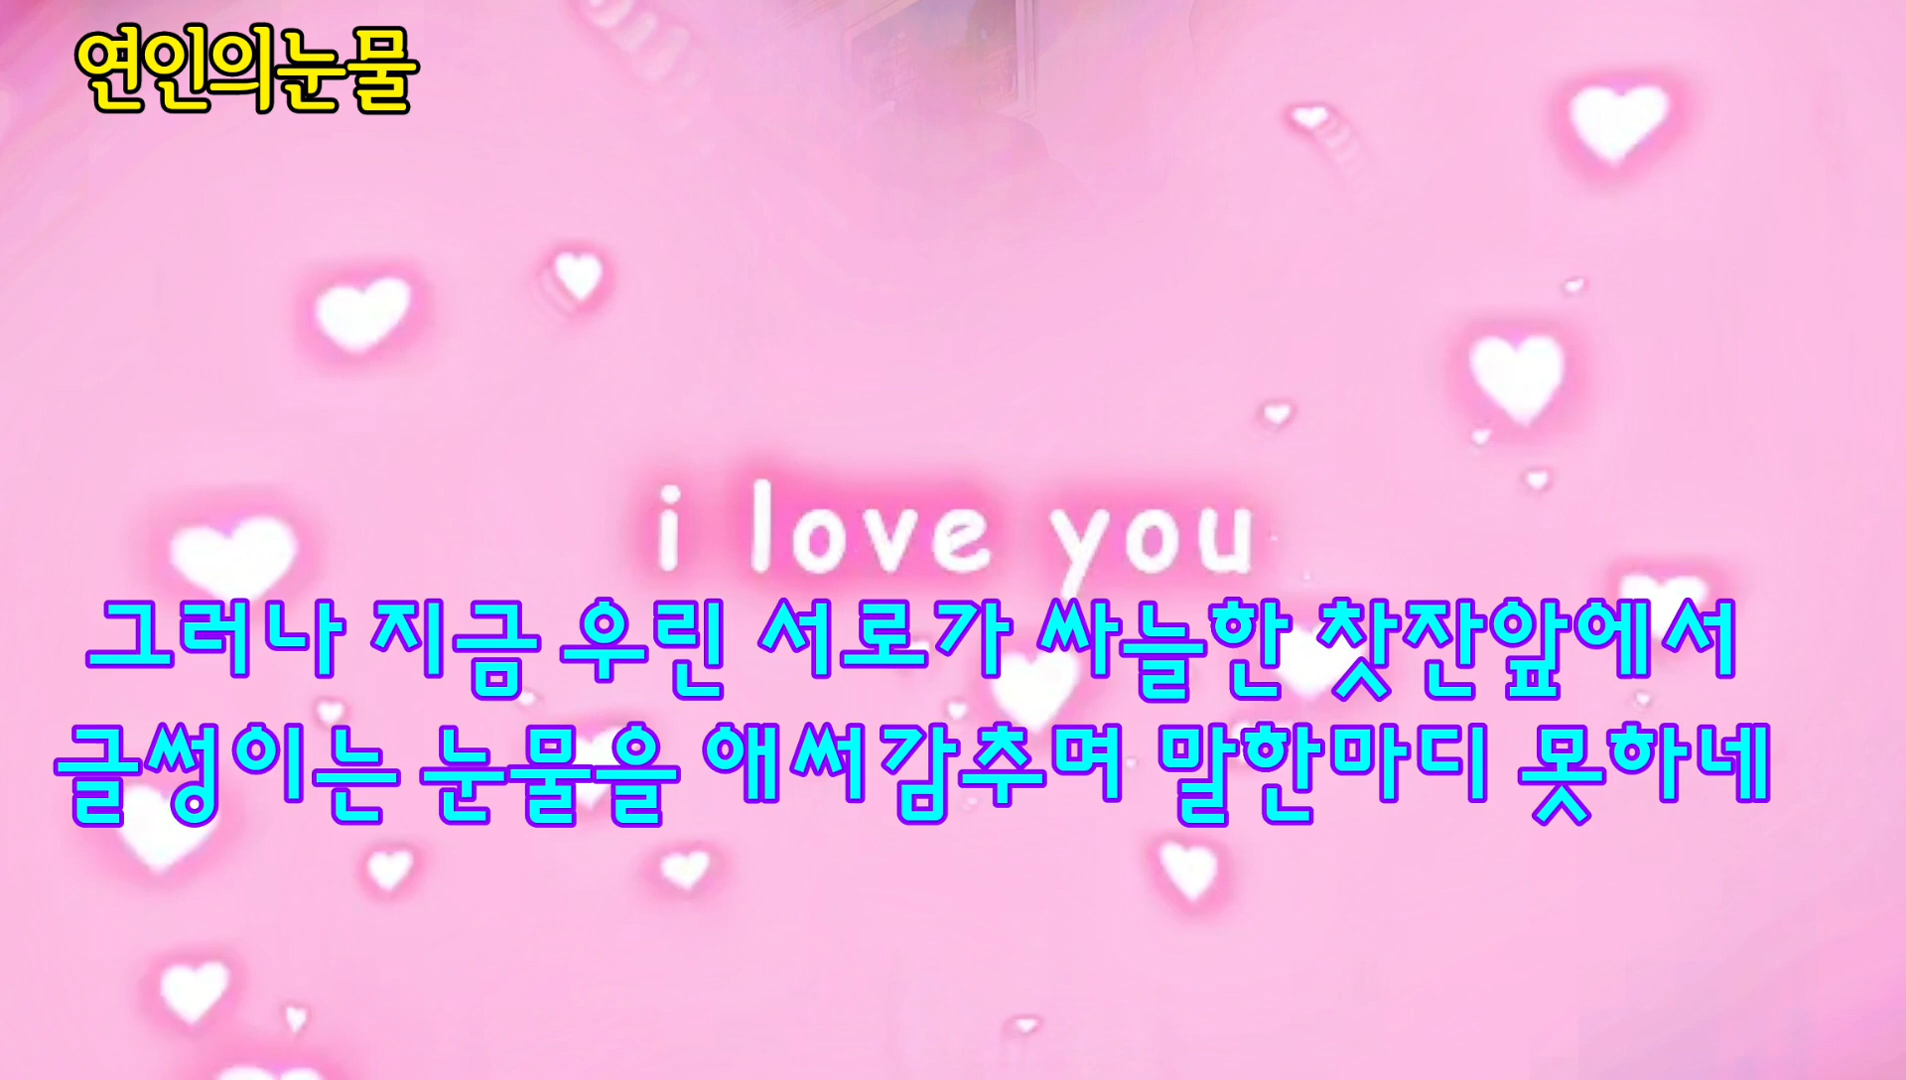 연인의눈물
i love you
그러나 지금 우린 서로가 싸늘한 찻잔앞에서
글썽이는 눈물을 애써감추며 말한마디 못하네